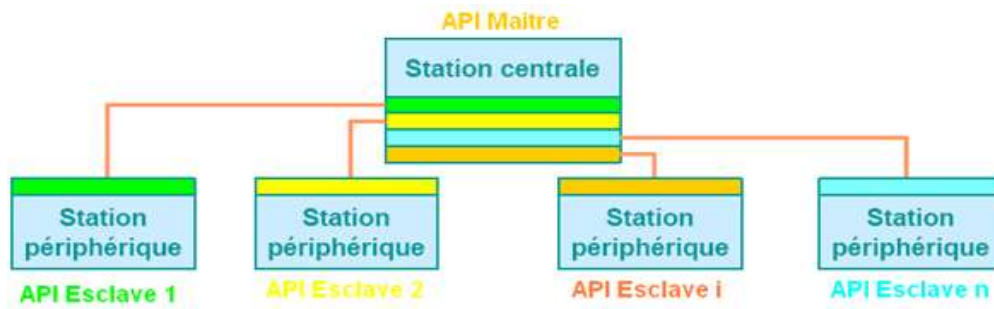 API Maitre
Station centrale
Station
périphérique
Station
périphérique
Station
périphérique
Station
périphérique
API Esclave 1
API Esclave 2
API Esclave i
API Esclave n